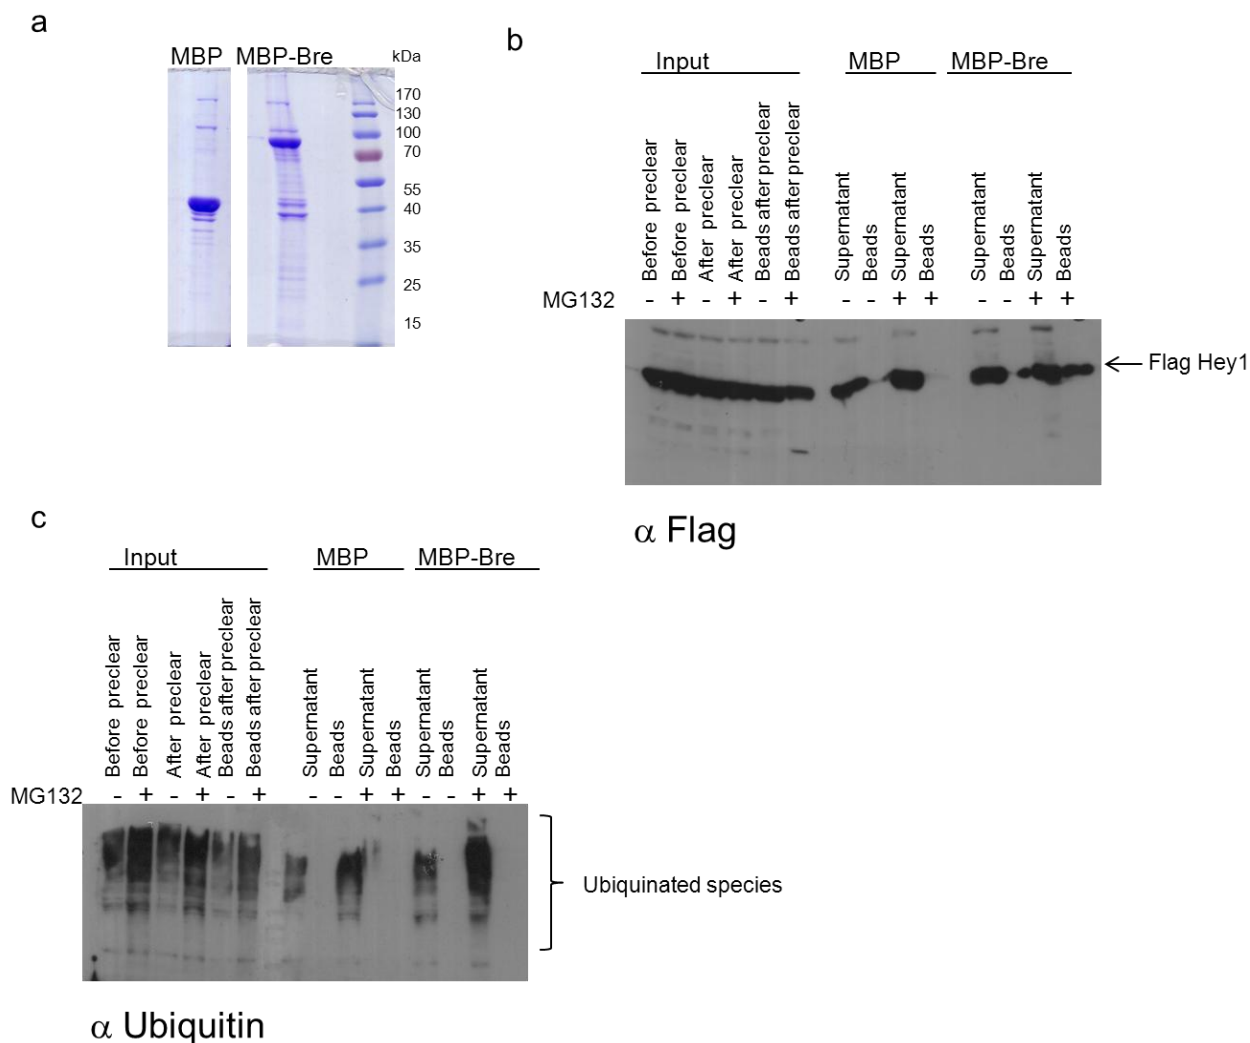 a
MBP MBP-Bre kDa
170
130
100
70
55
40
35
25
15
b
Input MBP MBP-Bre
Before preclear
Before preclear
After preclear
After preclear
Beads after preclear
Beads after preclear
Supernatant
Beads
Supernatant
Beads
Supernatant
Beads
Supernatant
Beads
MG132 - + - + - + - - + + - - + +
Flag Hey1
α Flag
c
Input MBP MBP-Bre
Before preclear
Before preclear
After preclear
After preclear
Beads after preclear
Beads after preclear
Supernatant
Beads
Supernatant
Beads
Supernatant
Beads
Supernatant
Beads
MG132 - + - + - + - - + + - - + +
Ubiquinated species
α Ubiquitin